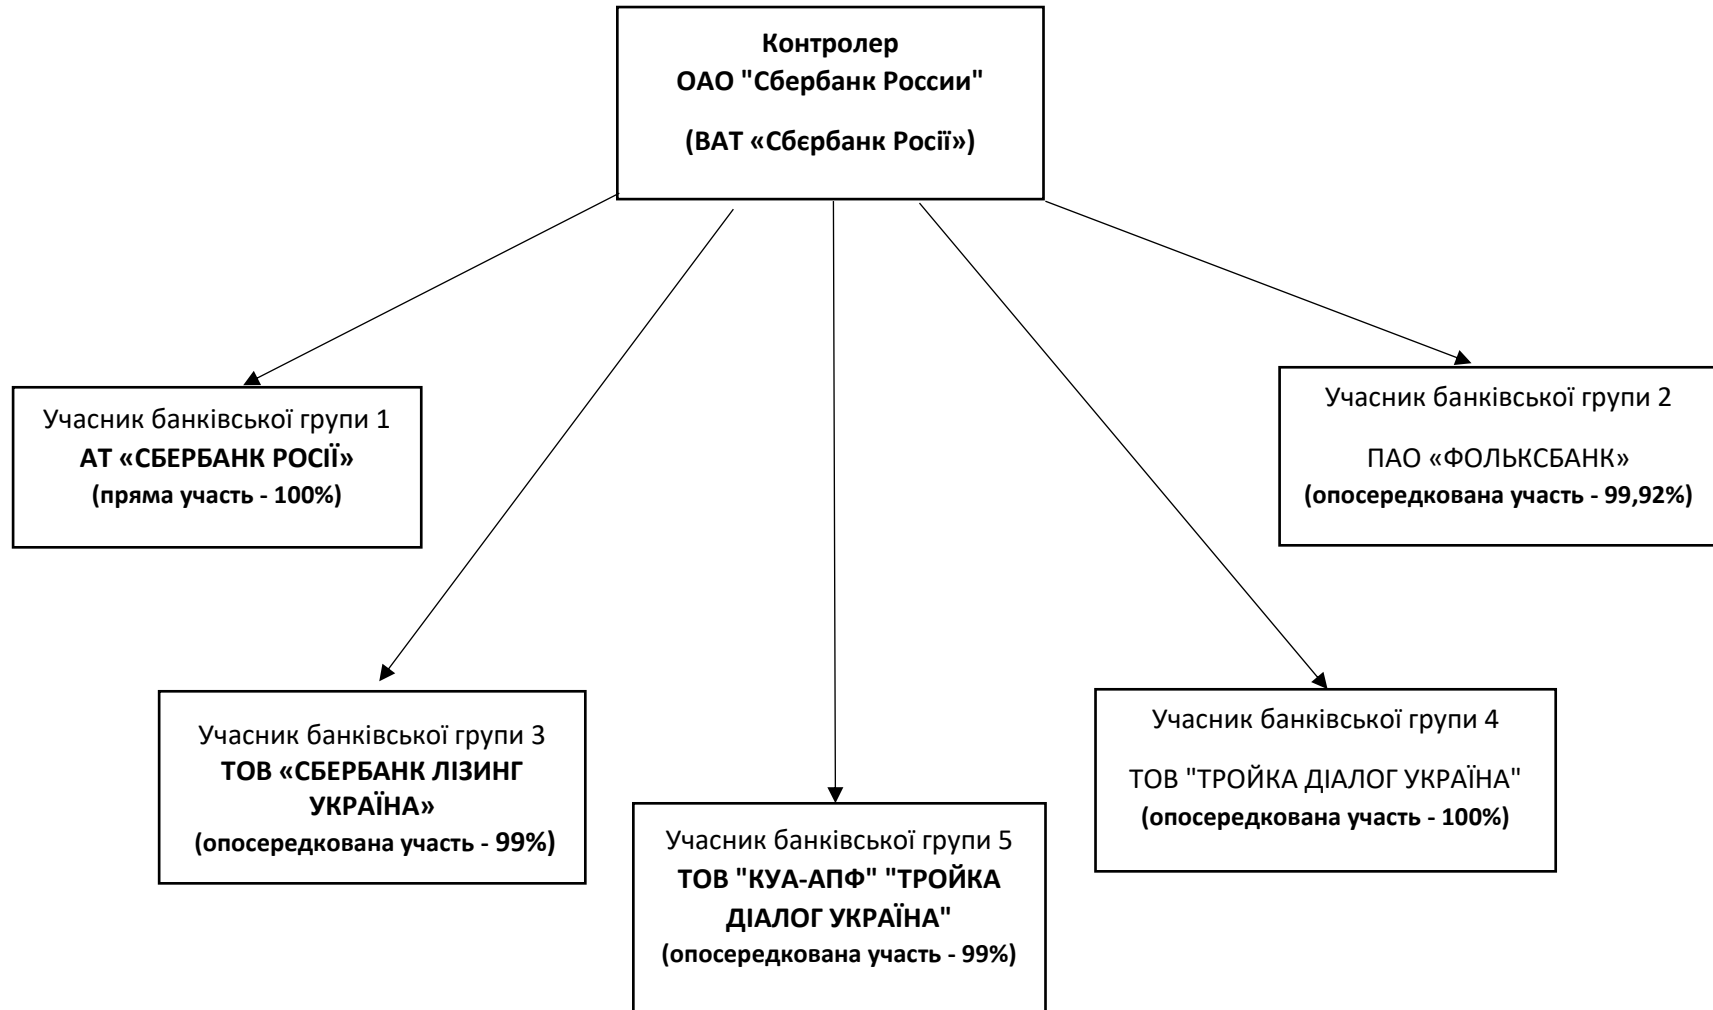 Контролер
ОАО "Сбербанк России"
(ВАТ «Сбєрбанк Росії»)
Учасник банківської групи 1
АТ «СБЕРБАНК РОСІЇ»
(пряма участь - 100%)
Учасник банківської групи 2
ПАО «ФОЛЬКСБАНК»
(опосередкована участь - 99,92%)
Учасник банківської групи 3
ТОВ «СБЕРБАНК ЛІЗИНГ
УКРАЇНА»
(опосередкована участь - 99%)
Учасник банківської групи 4
ТОВ "ТРОЙКА ДІАЛОГ УКРАЇНА"
(опосередкована участь - 100%)
Учасник банківської групи 5
ТОВ "КУА-АПФ" "ТРОЙКА
ДІАЛОГ УКРАЇНА"
(опосередкована участь - 99%)